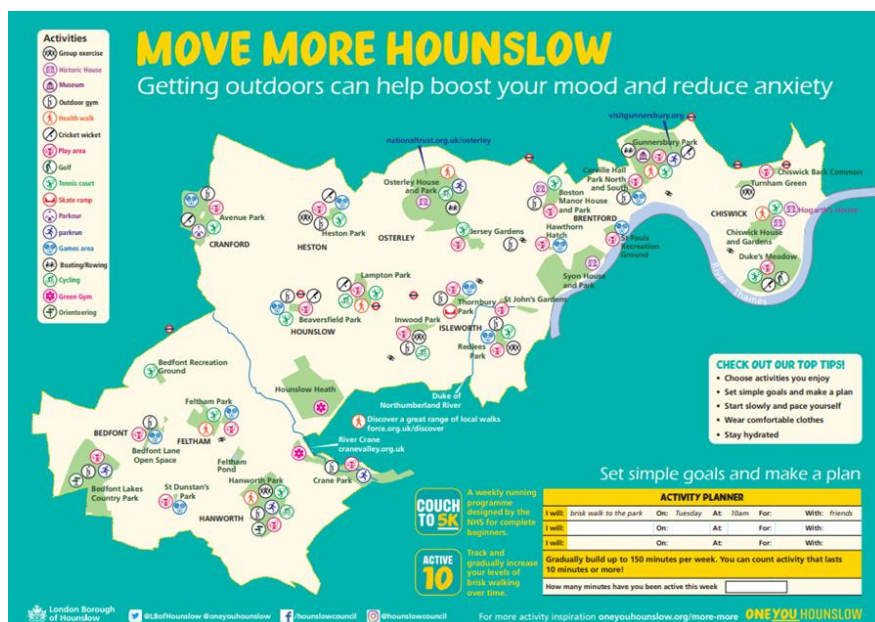 MOVE MORE HOUNSLOW
Getting outdoors can help boost your mood and reduce anxiety
Activities
Group exercise
Historic House
Museum
Outdoor gym
Health walk
Cricket wicket
Play area
Golf
Tennis court
Skate ramp
Parkour
parkrun
Games area
Boating/Rowing
Cycling
Green Gym
Orienteering
nationaltrust.org.uk/osterley
visitgunnersbury.org
Gunnersbury Park
Carville Hall
Park North
and South
Chiswick Back Common
Turnham Green
CHISWICK
Hogarth's House
Chiswick House
and Gardens
Duke's Meadow
River Thames
Osterley House
and Park
OSTERLEY
Boston
Manor House
and Park
BRENTFORD
Hawthorn
Hatch
St Pauls
Recreation
Ground
Jersey Gardens
Syon House
and Park
Avenue Park
CRANFORD
HESTON
Heston Park
Lampton Park
Beaversfield Park
HOUNSLOW
Inwood Park
Thornbury
Park
St John's Gardens
ISLEWORTH
Redlees
Park
Duke of
Northumberland River
Hounslow Heath
Bedfont Recreation
Ground
Feltham Park
BEDFONT
Bedfont Lane
Open Space
FELTHAM
Feltham
Pond
Bedfont Lakes
Country Park
St Dunstan's
Park
Hanworth Park
HANWORTH
Crane Park
Discover a great range of local walks
force.org.uk/discover
River Crane
cranevalley.org.uk
CHECK OUT OUR TOP TIPS!
• Choose activities you enjoy
• Set simple goals and make a plan
• Start slowly and pace yourself
• Wear comfortable clothes
• Stay hydrated
COUCH
TO 5K
A weekly running
programme
designed by the
NHS for complete
beginners.
ACTIVE
10
Track and
gradually increase
your levels of
brisk walking
over time.
Set simple goals and make a plan
ACTIVITY PLANNER
I will: brisk walk to the park On: Tuesday At: 10am For: With: friends
I will: On: At: For: With:
I will: On: At: For: With:
Gradually build up to 150 minutes per week. You can count activity that lasts
10 minutes or more!
How many minutes have you been active this week
London Borough
of Hounslow
@LBofHounslow @oneyouhounslow
/hounslowcouncil
@hounslowcouncil
For more activity inspiration oneyouhounslow.org/more-more
ONE YOU HOUNSLOW